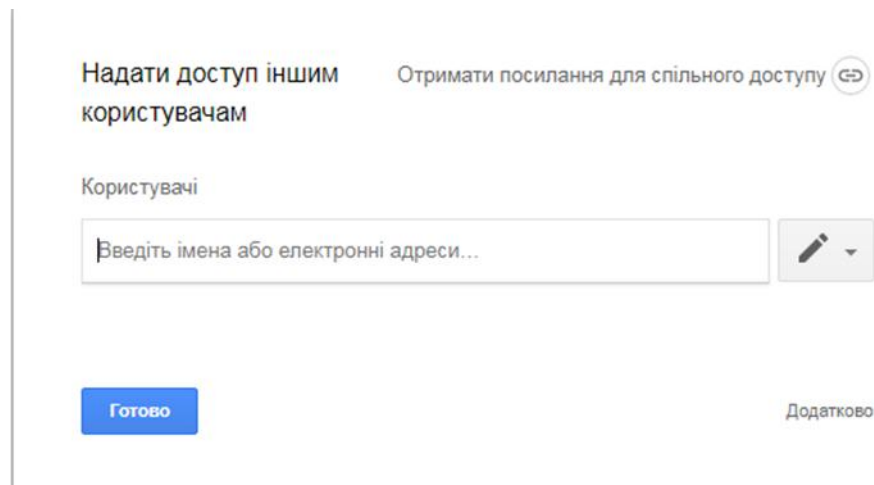 Надати доступ іншим
користувачам
Отримати посилання для спільного доступу
Користувачі
Введіть імена або електронні адреси...
Готово
Додатково